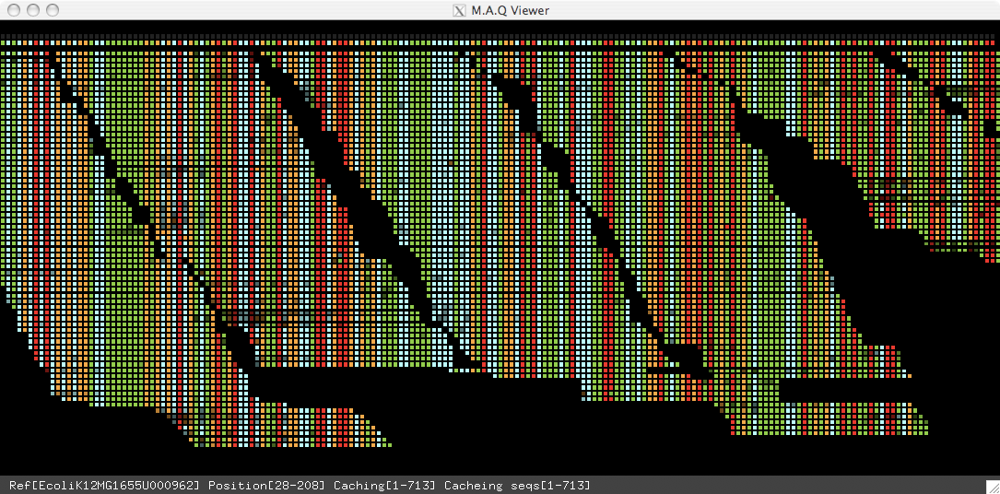 M.A.Q Viewer
Ref[EcoliK12MG1655U000962] Position[28-208] Caching[1-713] Cacheing seqs[1-713]